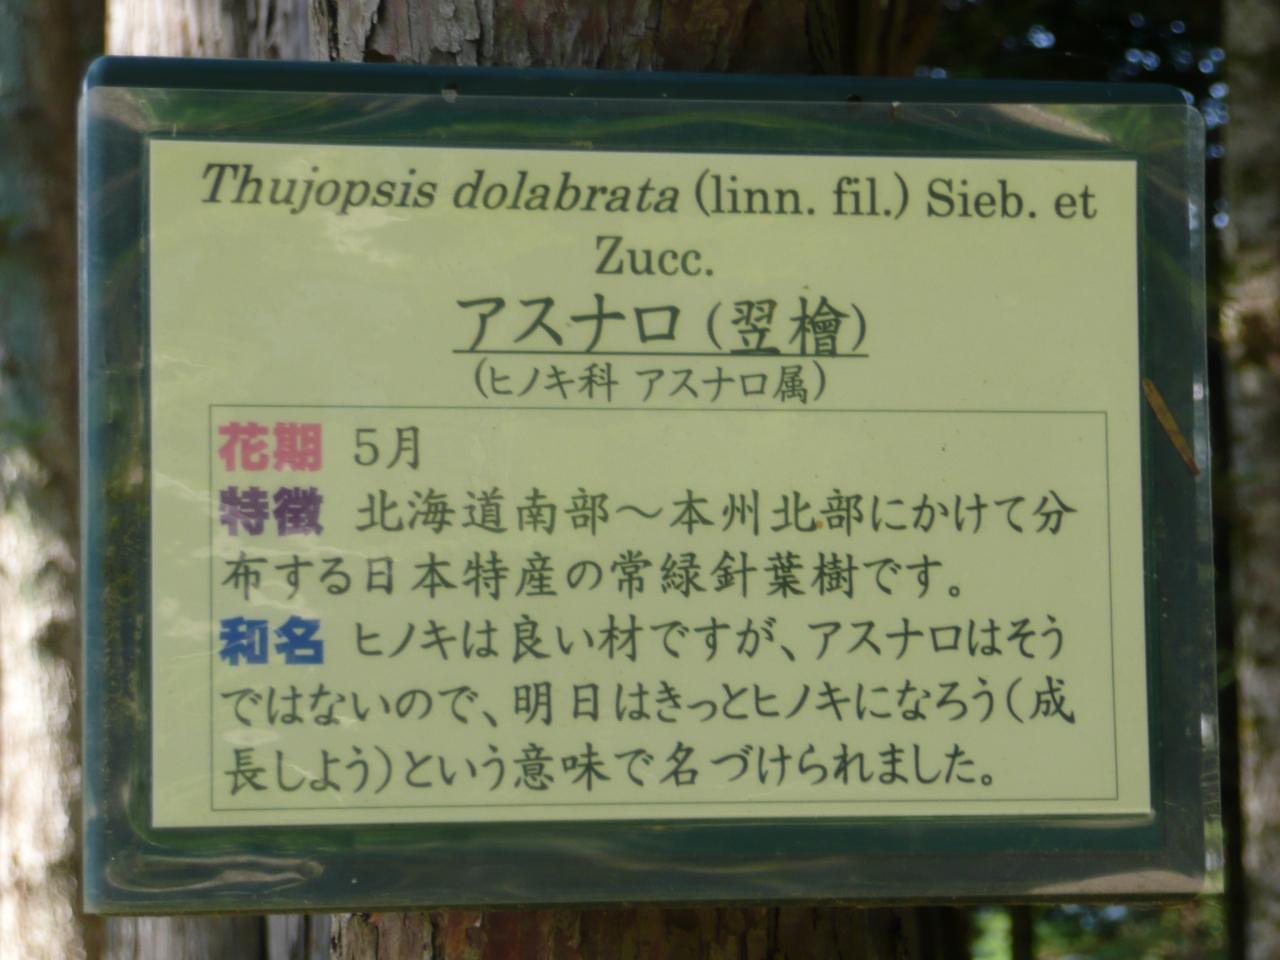 Thujopsis dolabrata (linn. fil.) Sieb. et
Zucc.
アスナロ (翌檜)
(ヒノキ科 アスナロ属)
花期 5月
特徴 北海道南部～本州北部にかけて分
布する日本特産の常緑針葉樹です。
和名 ヒノキは良い材ですが、アスナロはそう
ではないので、明日はきっとヒノキになろう(成
長しよう)という意味で名づけられました。